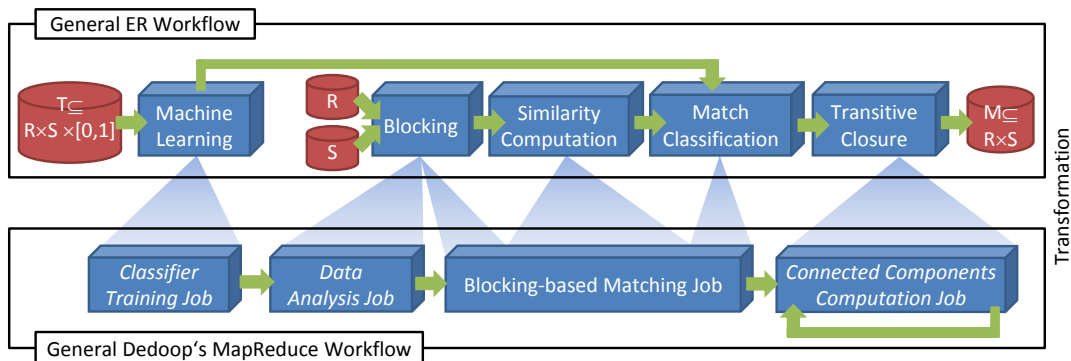 General ER Workflow
T⊆
R×S ×[0,1]
Machine
Learning
R
S
Blocking
Similarity
Computation
Match
Classification
Transitive
Closure
M⊆
R×S
Transformation
Classifier
Training Job
Data
Analysis Job
Blocking-based Matching Job
Connected Components
Computation Job
General Dedoop's MapReduce Workflow